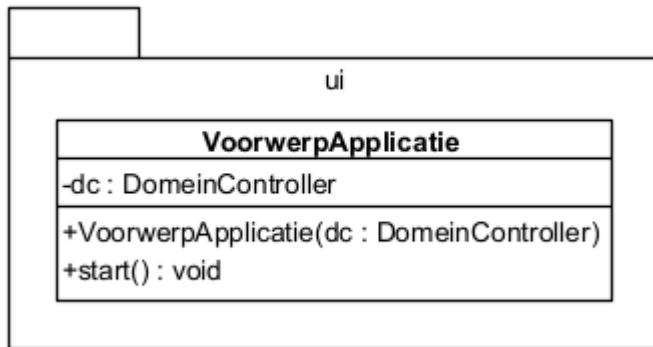 ui
VoorwerpApplicatie
-dc : DomeinController
+VoorwerpApplicatie(dc : DomeinController)
+start() : void